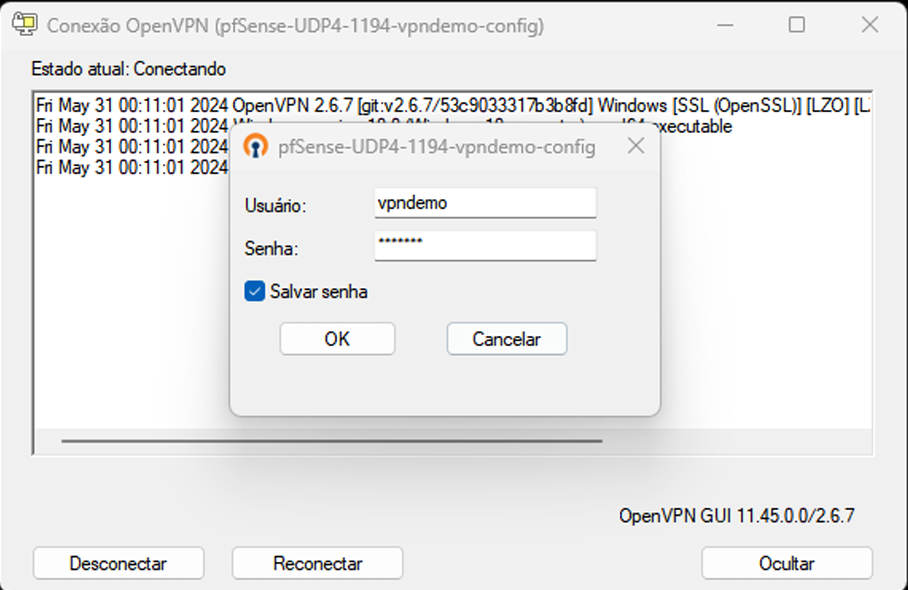 Conexão OpenVPN (pfSense-UDP4-1194-vpndemo-config)
Estado atual: Conectando
Fri May 31 00:11:01 2024 OpenVPN 2.6.7 [git:v2.6.7/53c9033317b3b8fd] Windows [SSL (OpenSSL)] [LZO] [L
Fri May 31 00:11:01 2024 executable
Fri May 31 00:11:01 2024
Fri May 31 00:11:01 2024
pfSense-UDP4-1194-vpndemo-config
Usuário: vpndemo
Senha: *******
Salvar senha
OK Cancelar
OpenVPN GUI 11.45.0.0/2.6.7
Desconectar Reconectar Ocultar